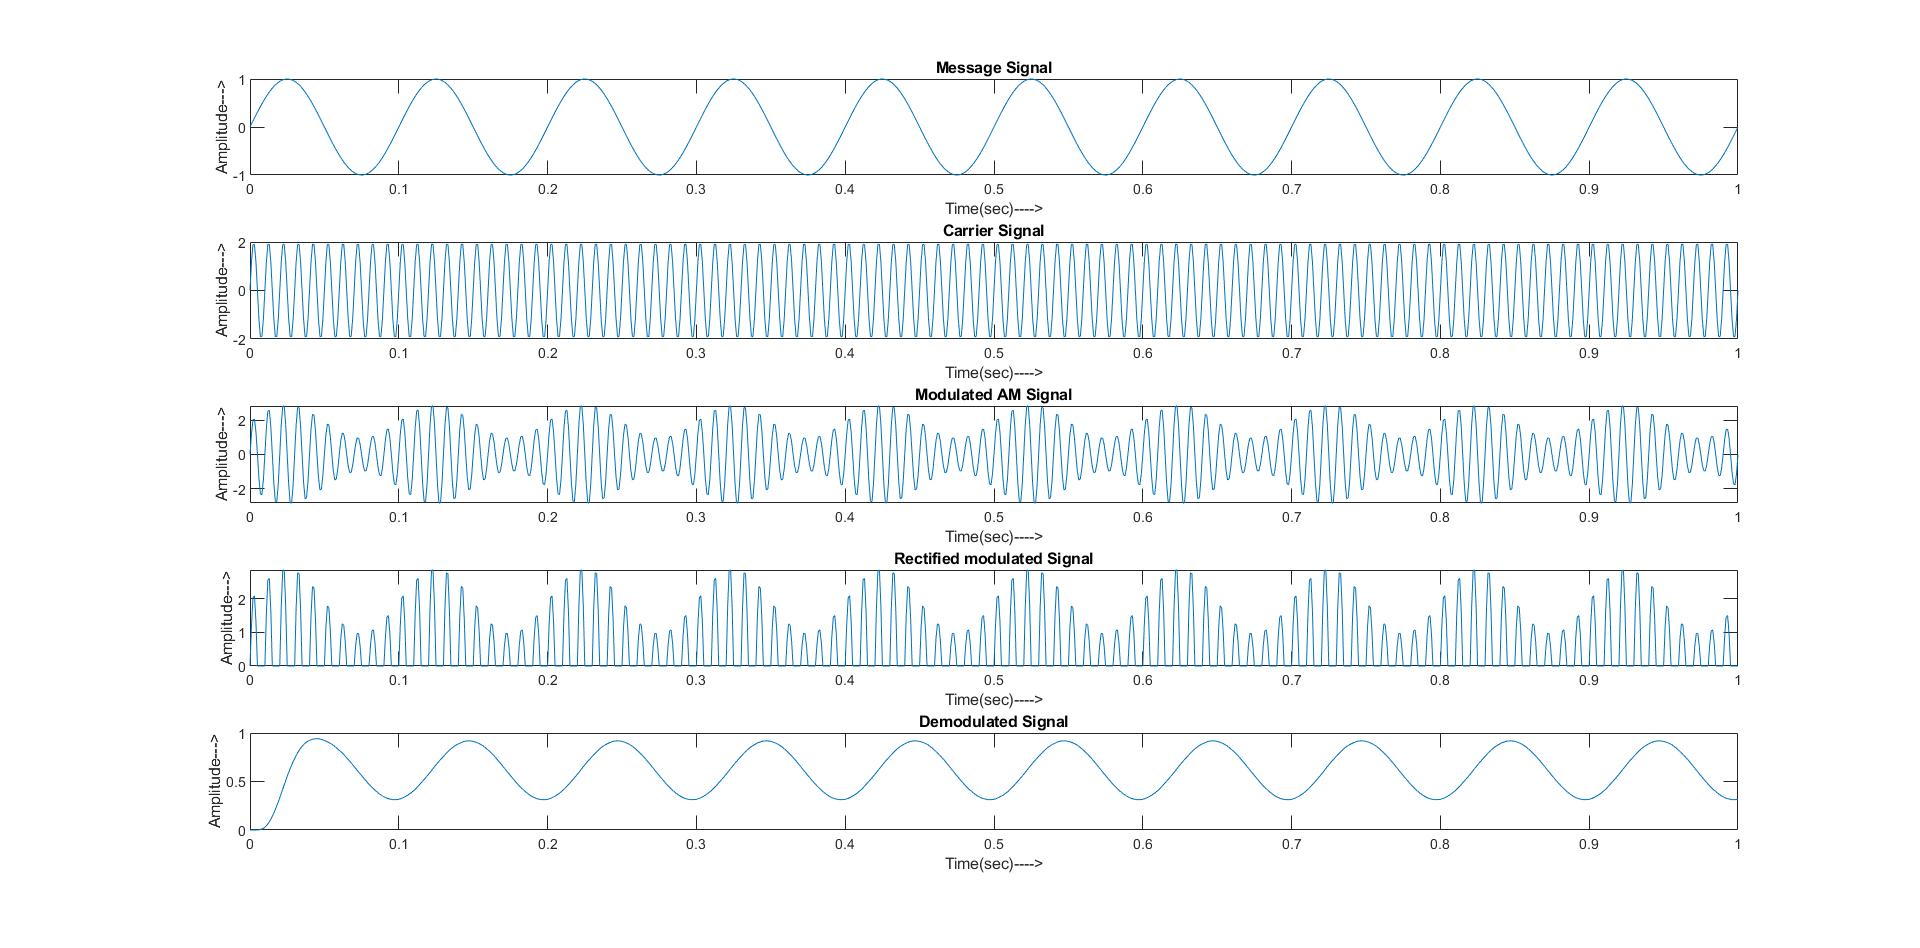 Message Signal
Amplitude--->
1
0
-1
0 0.1 0.2 0.3 0.4 0.5 0.6 0.7 0.8 0.9 1
Time(sec)---->
Carrier Signal
Amplitude--->
2
0
-2
0 0.1 0.2 0.3 0.4 0.5 0.6 0.7 0.8 0.9 1
Time(sec)---->
Modulated AM Signal
Amplitude--->
2
0
-2
0 0.1 0.2 0.3 0.4 0.5 0.6 0.7 0.8 0.9 1
Time(sec)---->
Rectified modulated Signal
Amplitude--->
2
1
0
0 0.1 0.2 0.3 0.4 0.5 0.6 0.7 0.8 0.9 1
Time(sec)---->
Demodulated Signal
Amplitude--->
1
0.5
0
0 0.1 0.2 0.3 0.4 0.5 0.6 0.7 0.8 0.9 1
Time(sec)---->